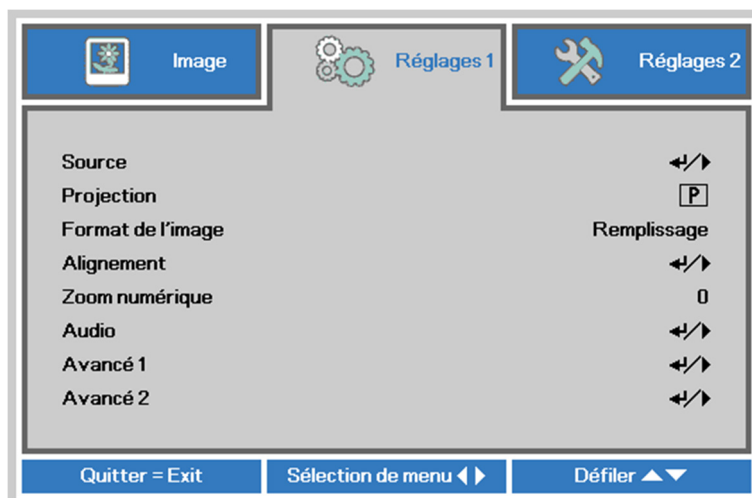 Image
Réglages 1
Réglages 2
Source
Projection P
Format de l'image Remplissage
Alignement
Zoom numérique 0
Audio
Avancé 1
Avancé 2
Quitter = Exit
Sélection de menu
Défiler